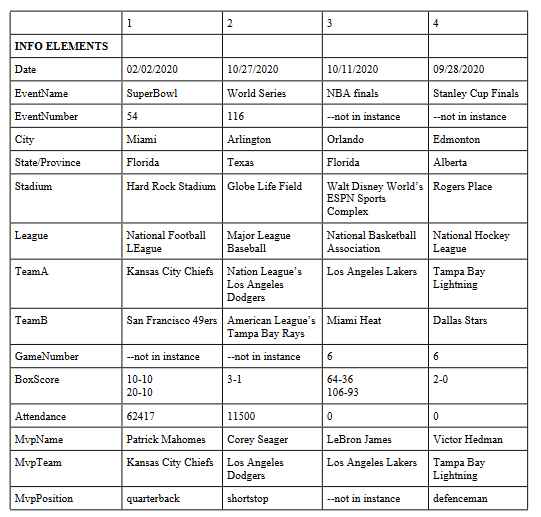 1 2 3 4
INFO ELEMENTS
Date 02/02/2020 10/27/2020 10/11/2020 09/28/2020
EventName SuperBowl World Series NBA finals Stanley Cup Finals
EventNumber 54 116 --not in instance --not in instance
City Miami Arlington Orlando Edmonton
State/Province Florida Texas Florida Alberta
Stadium Hard Rock Stadium Globe Life Field Walt Disney World's Rogers Place
ESPN Sports
Complex
League National Football Major League National Basketball National Hockey
LEague Baseball Association League
TeamA Kansas City Chiefs Nation League's Los Angeles Lakers Tampa Bay
Los Angeles Lightning
Dodgers
TeamB San Francisco 49ers American League's Miami Heat Dallas Stars
Tampa Bay Rays
GameNumber --not in instance --not in instance 6 6
BoxScore 10-10 3-1 64-36 2-0
20-10 106-93
Attendance 62417 11500 0 0
MvpName Patrick Mahomes Corey Seager LeBron James Victor Hedman
MvpTeam Kansas City Chiefs Los Angeles Los Angeles Lakers Tampa Bay
Dodgers Lightning
MvpPosition quarterback shortstop --not in instance defenceman